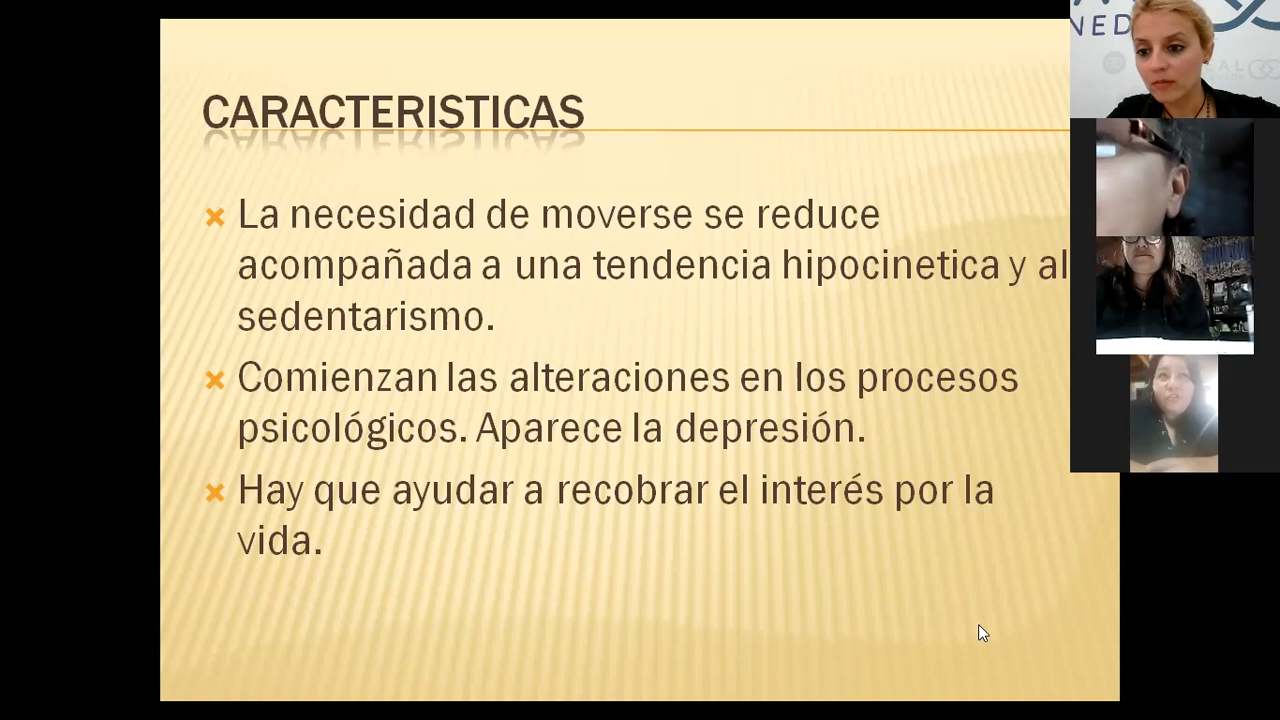 CARACTERISTICAS
La necesidad de moverse se reduce
acompañada a una tendencia hipocinetica y al
sedentarismo.
Comienzan las alteraciones en los procesos
psicológicos. Aparece la depresión.
Hay que ayudar a recobrar el interés por la
vida.